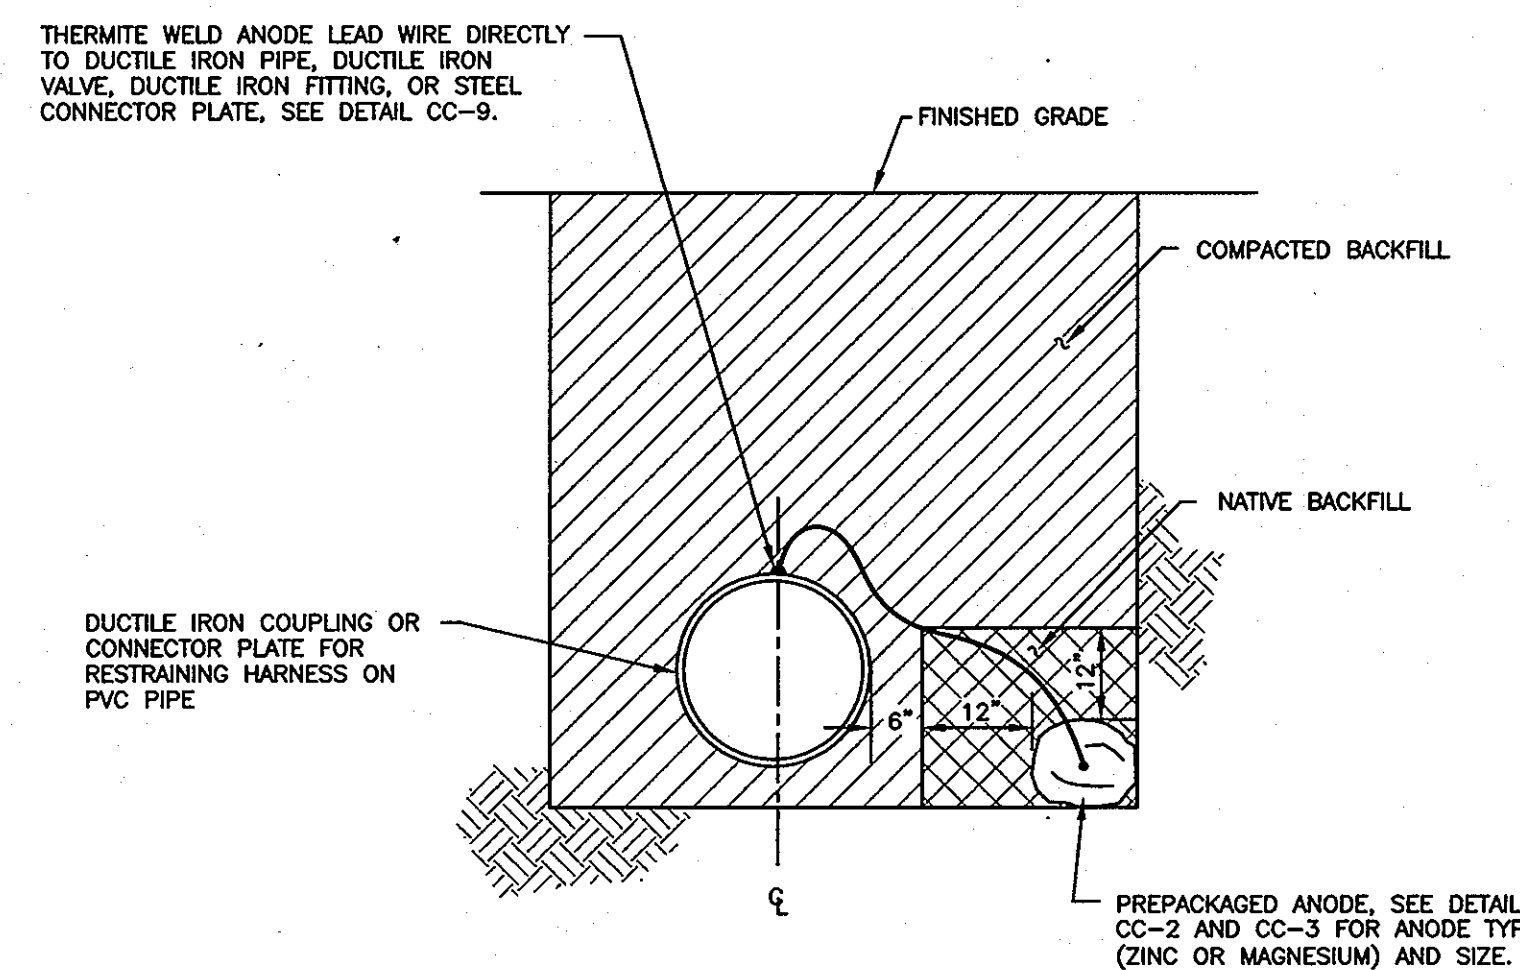 THERMITE WELD ANODE LEAD WIRE DIRECTLY
TO DUCTILE IRON PIPE, DUCTILE IRON
VALVE, DUCTILE IRON FITTING, OR STEEL
CONNECTOR PLATE, SEE DETAIL CC-9.
FINISHED GRADE
COMPACTED BACKFILL
NATIVE BACKFILL
DUCTILE IRON COUPLING OR
CONNECTOR PLATE FOR
RESTRAINING HARNESS ON
PVC PIPE
12"
6"
12"
℄
PREPACKAGED ANODE, SEE DETAIL
CC-2 AND CC-3 FOR ANODE TYP
(ZINC OR MAGNESIUM) AND SIZE.